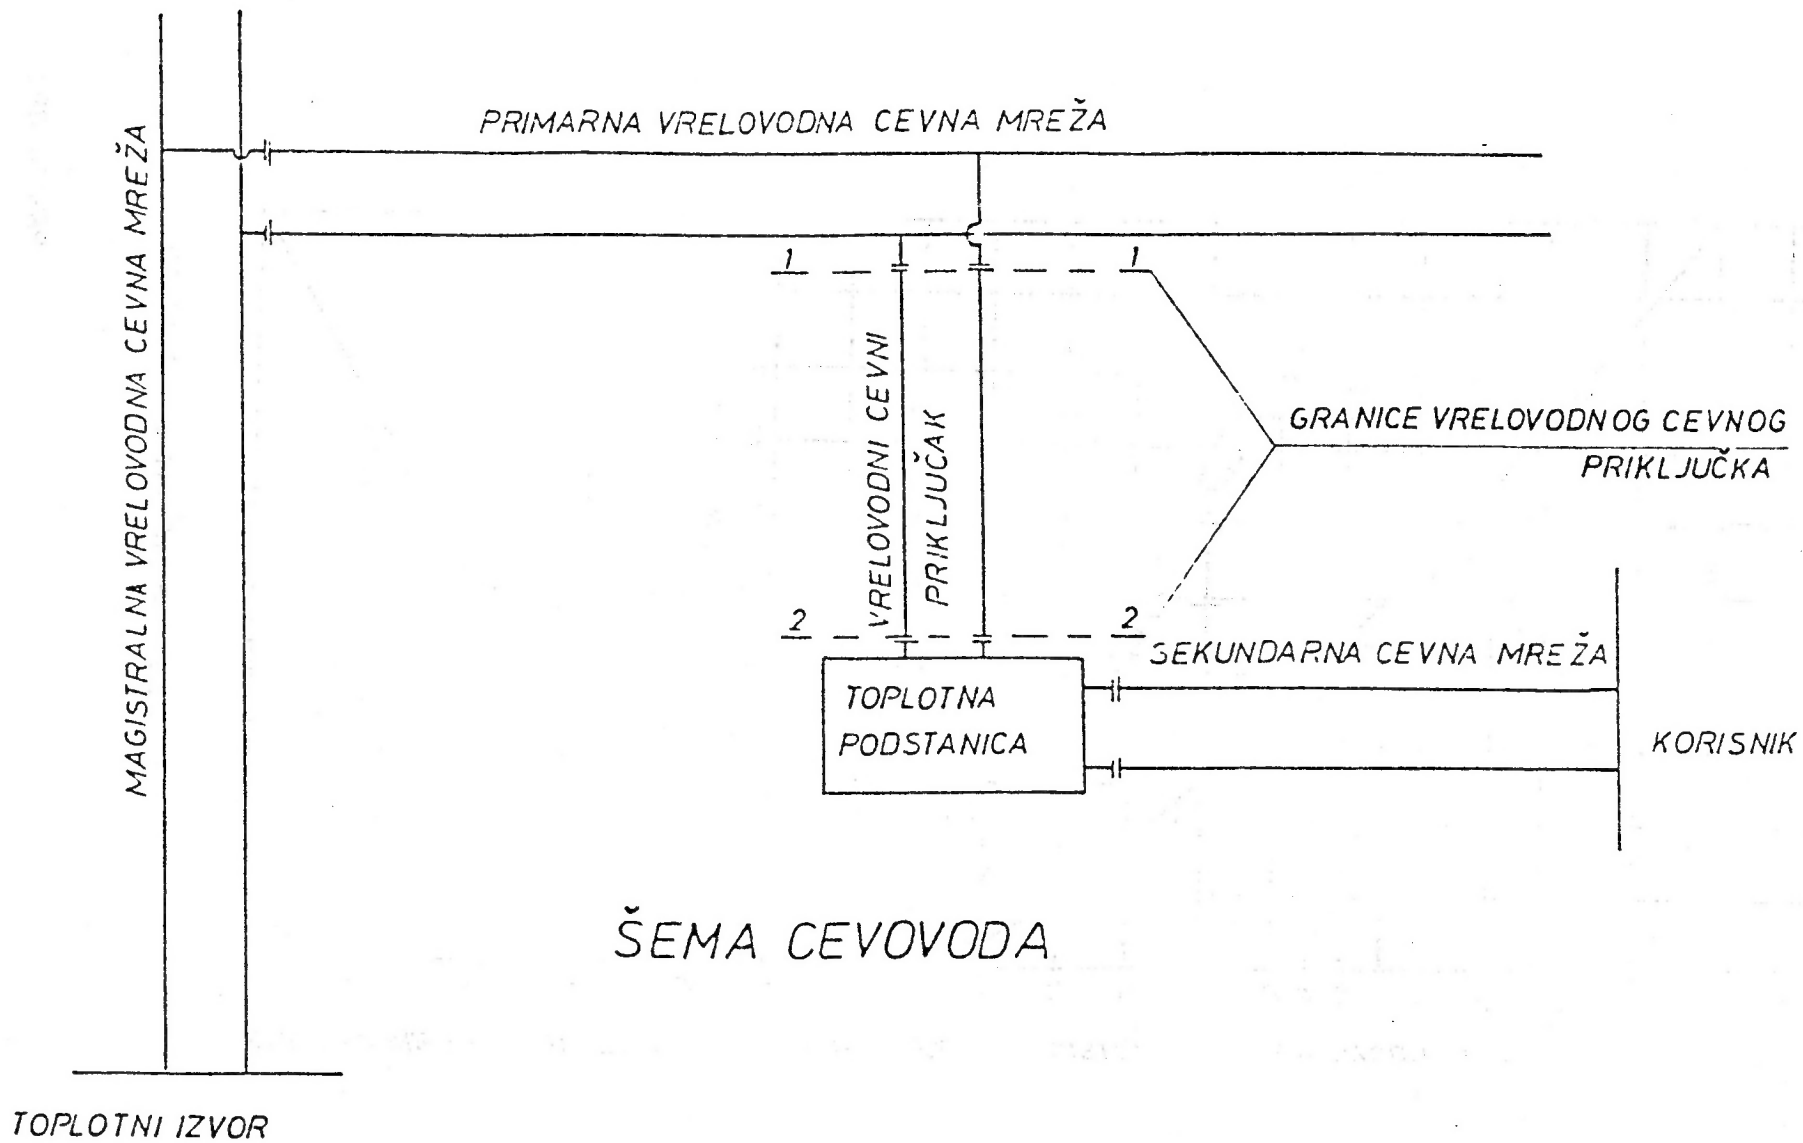 PRIMARNA VRELOVODNA CEVNA MREŽA
MAGISTRALNA VRELOVODNA CEVNA MREŽA
1
1
VRELOVODNI CEVNI
PRIKLJUČAK
GRANICE VRELOVODNOG CEVNOG
PRIKLJUČKA
2
2
SEKUNDARNA CEVNA MREŽA
TOPLOTNA
PODSTANICA
KORISNIK
ŠEMA CEVOVODA
TOPLOTNI IZVOR